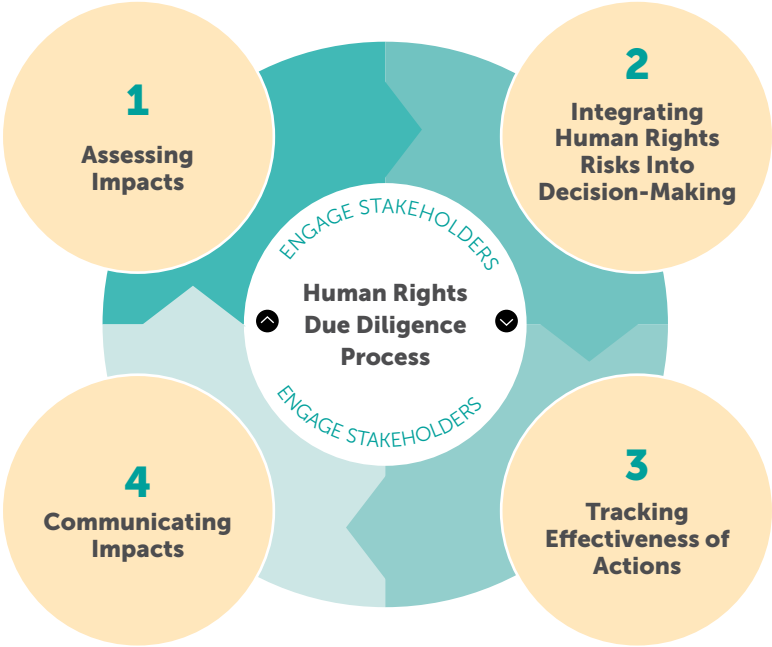 1
Assessing
Impacts
2
Integrating
Human Rights
Risks Into
Decision-Making
ENGAGE STAKEHOLDERS
Human Rights
Due Diligence
Process
ENGAGE STAKEHOLDERS
4
Communicating
Impacts
3
Tracking
Effectiveness of
Actions